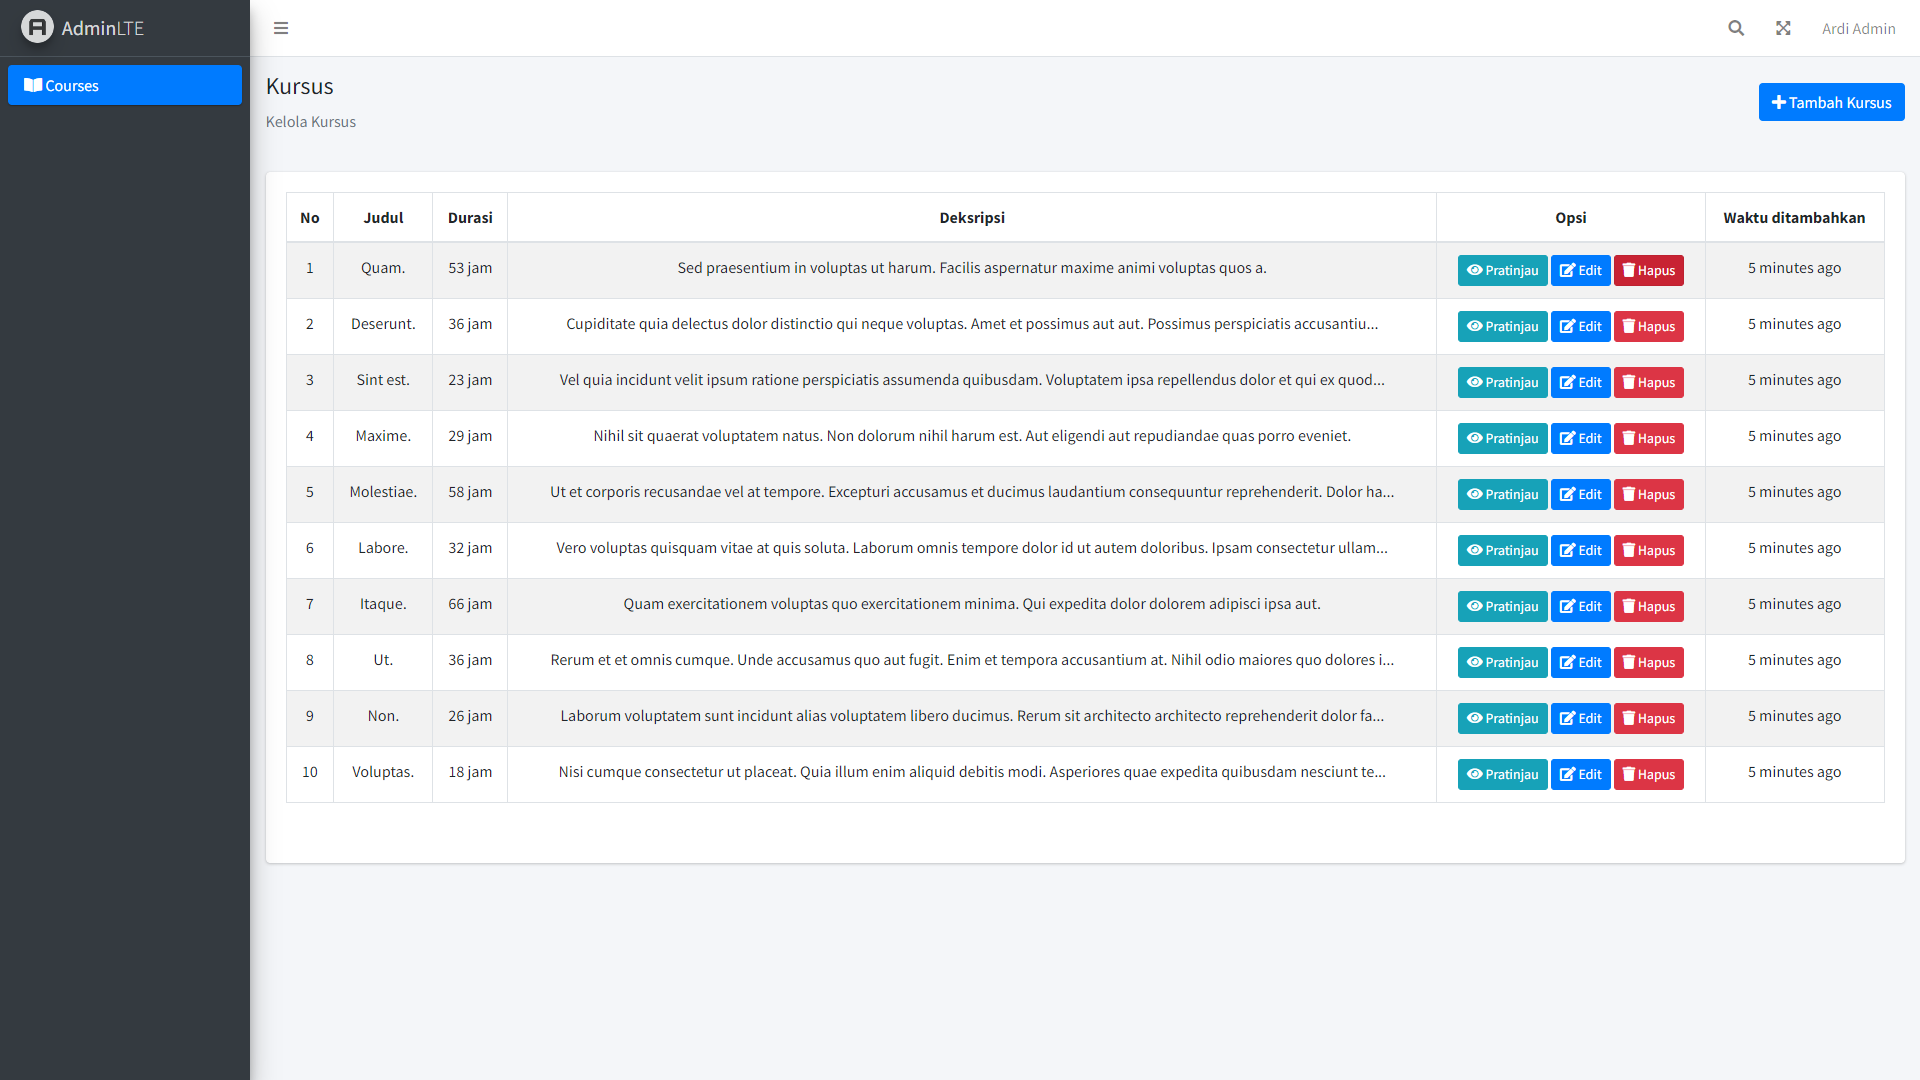 AdminLTE
Ardi Admin
Courses
Kursus
Kelola Kursus
Tambah Kursus
No Judul Durasi Deksripsi Opsi Waktu ditambahkan
1 Quam. 53 jam Sed praesentium in voluptas ut harum. Facilis aspernatur maxime animi voluptas quos a. Pratinjau Edit Hapus 5 minutes ago
2 Deserunt. 36 jam Cupiditate quia delectus dolor distinctio qui neque voluptas. Amet et possimus aut aut. Possimus perspiciatis accusantiu... Pratinjau Edit Hapus 5 minutes ago
3 Sint est. 23 jam Vel quia incidunt velit ipsum ratione perspiciatis assumenda quibusdam. Voluptatem ipsa repellendus dolor et qui ex quod... Pratinjau Edit Hapus 5 minutes ago
4 Maxime. 29 jam Nihil sit quaerat voluptatem natus. Non dolorum nihil harum est. Aut eligendi aut repudiandae quas porro eveniet. Pratinjau Edit Hapus 5 minutes ago
5 Molestiae. 58 jam Ut et corporis recusandae vel at tempore. Excepturi accusamus et ducimus laudantium consequuntur reprehenderit. Dolor ha... Pratinjau Edit Hapus 5 minutes ago
6 Labore. 32 jam Vero voluptas quisquam vitae at quis soluta. Laborum omnis tempore dolor id ut autem doloribus. Ipsam consectetur ullam... Pratinjau Edit Hapus 5 minutes ago
7 Itaque. 66 jam Quam exercitationem voluptas quo exercitationem minima. Qui expedita dolor dolorem adipisci ipsa aut. Pratinjau Edit Hapus 5 minutes ago
8 Ut. 36 jam Rerum et et omnis cumque. Unde accusamus quo aut fugit. Enim et tempora accusantium at. Nihil odio maiores quo dolores i... Pratinjau Edit Hapus 5 minutes ago
9 Non. 26 jam Laborum voluptatem sunt incidunt alias voluptatem libero ducimus. Rerum sit architecto architecto reprehenderit dolor fa... Pratinjau Edit Hapus 5 minutes ago
10 Voluptas. 18 jam Nisi cumque consectetur ut placeat. Quia illum enim aliquid debitis modi. Asperiores quae expedita quibusdam nesciunt te... Pratinjau Edit Hapus 5 minutes ago